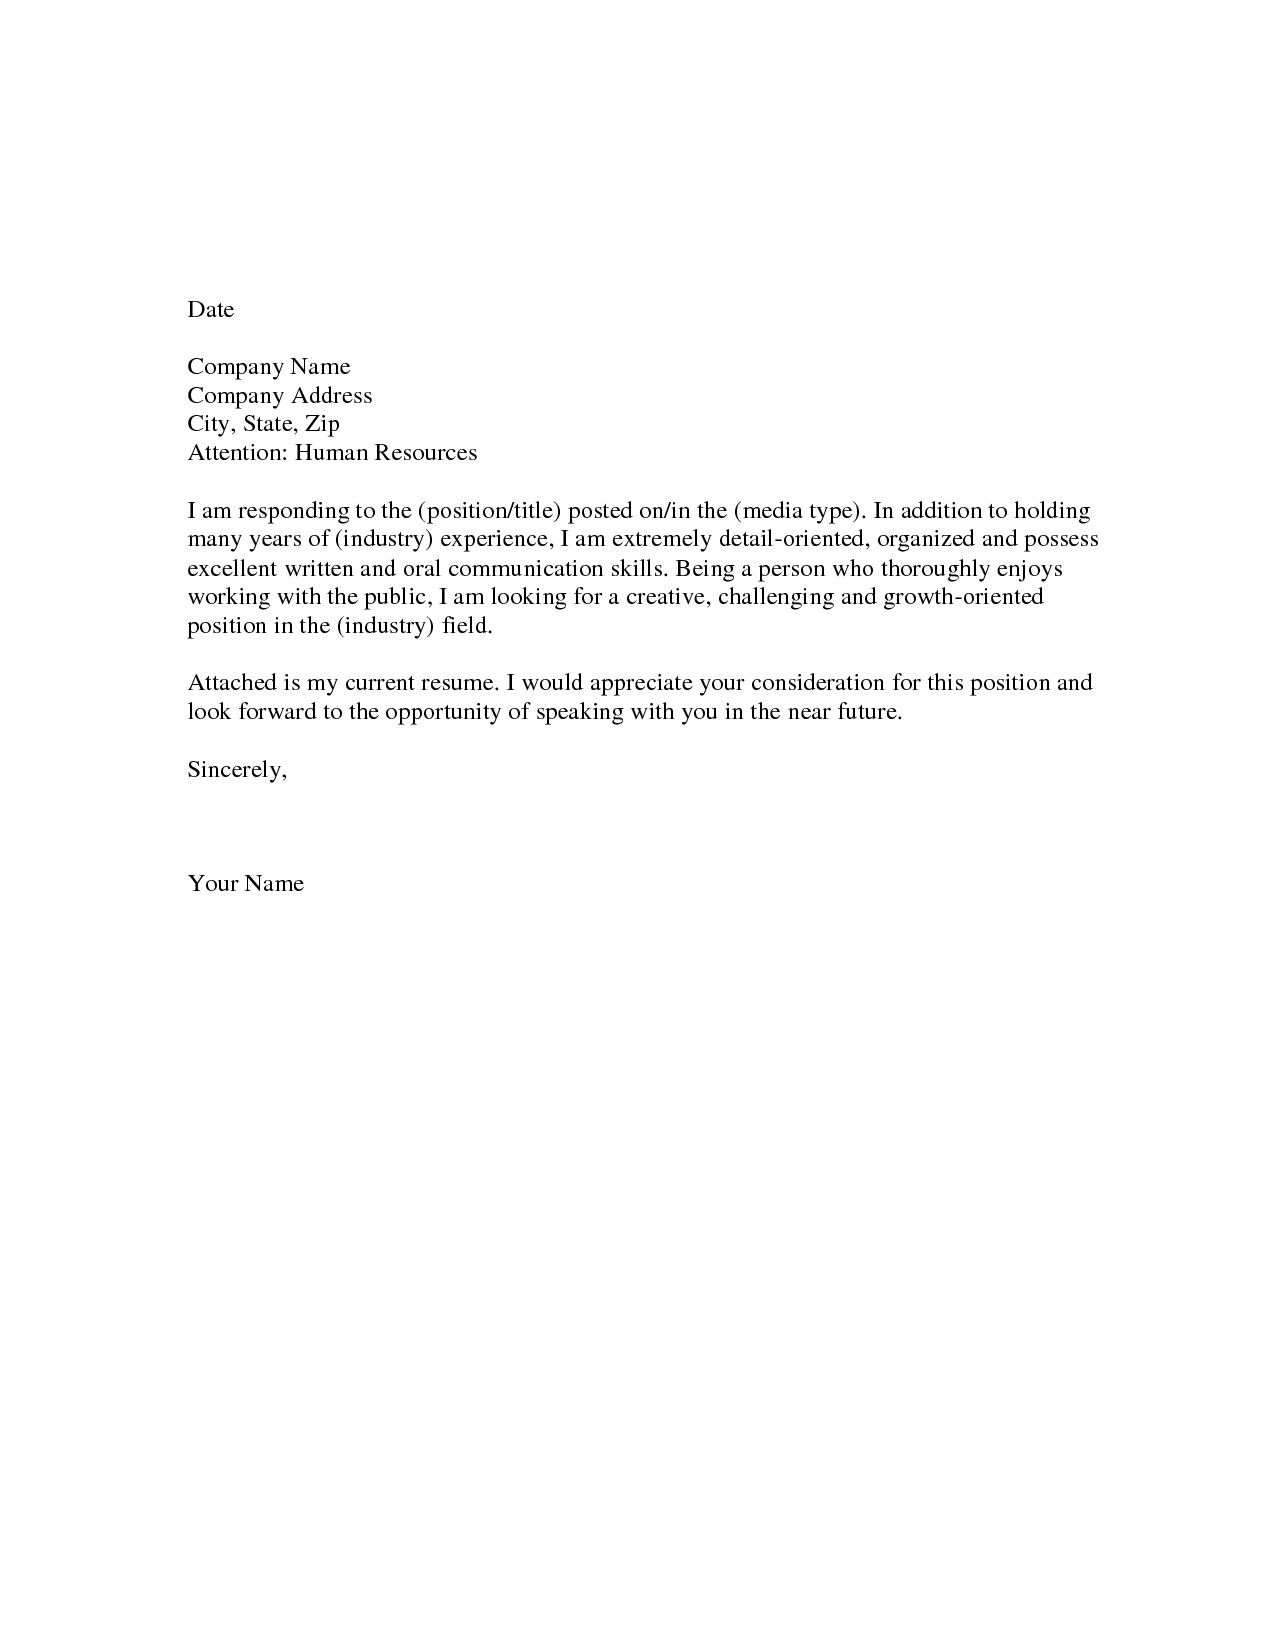 Date
Company Name
Company Address
City, State, Zip
Attention: Human Resources
I am responding to the (position/title) posted on/in the (media type). In addition to holding
many years of (industry) experience, I am extremely detail-oriented, organized and possess
excellent written and oral communication skills. Being a person who thoroughly enjoys
working with the public, I am looking for a creative, challenging and growth-oriented
position in the (industry) field.
Attached is my current resume. I would appreciate your consideration for this position and
look forward to the opportunity of speaking with you in the near future.
Sincerely,
Your Name